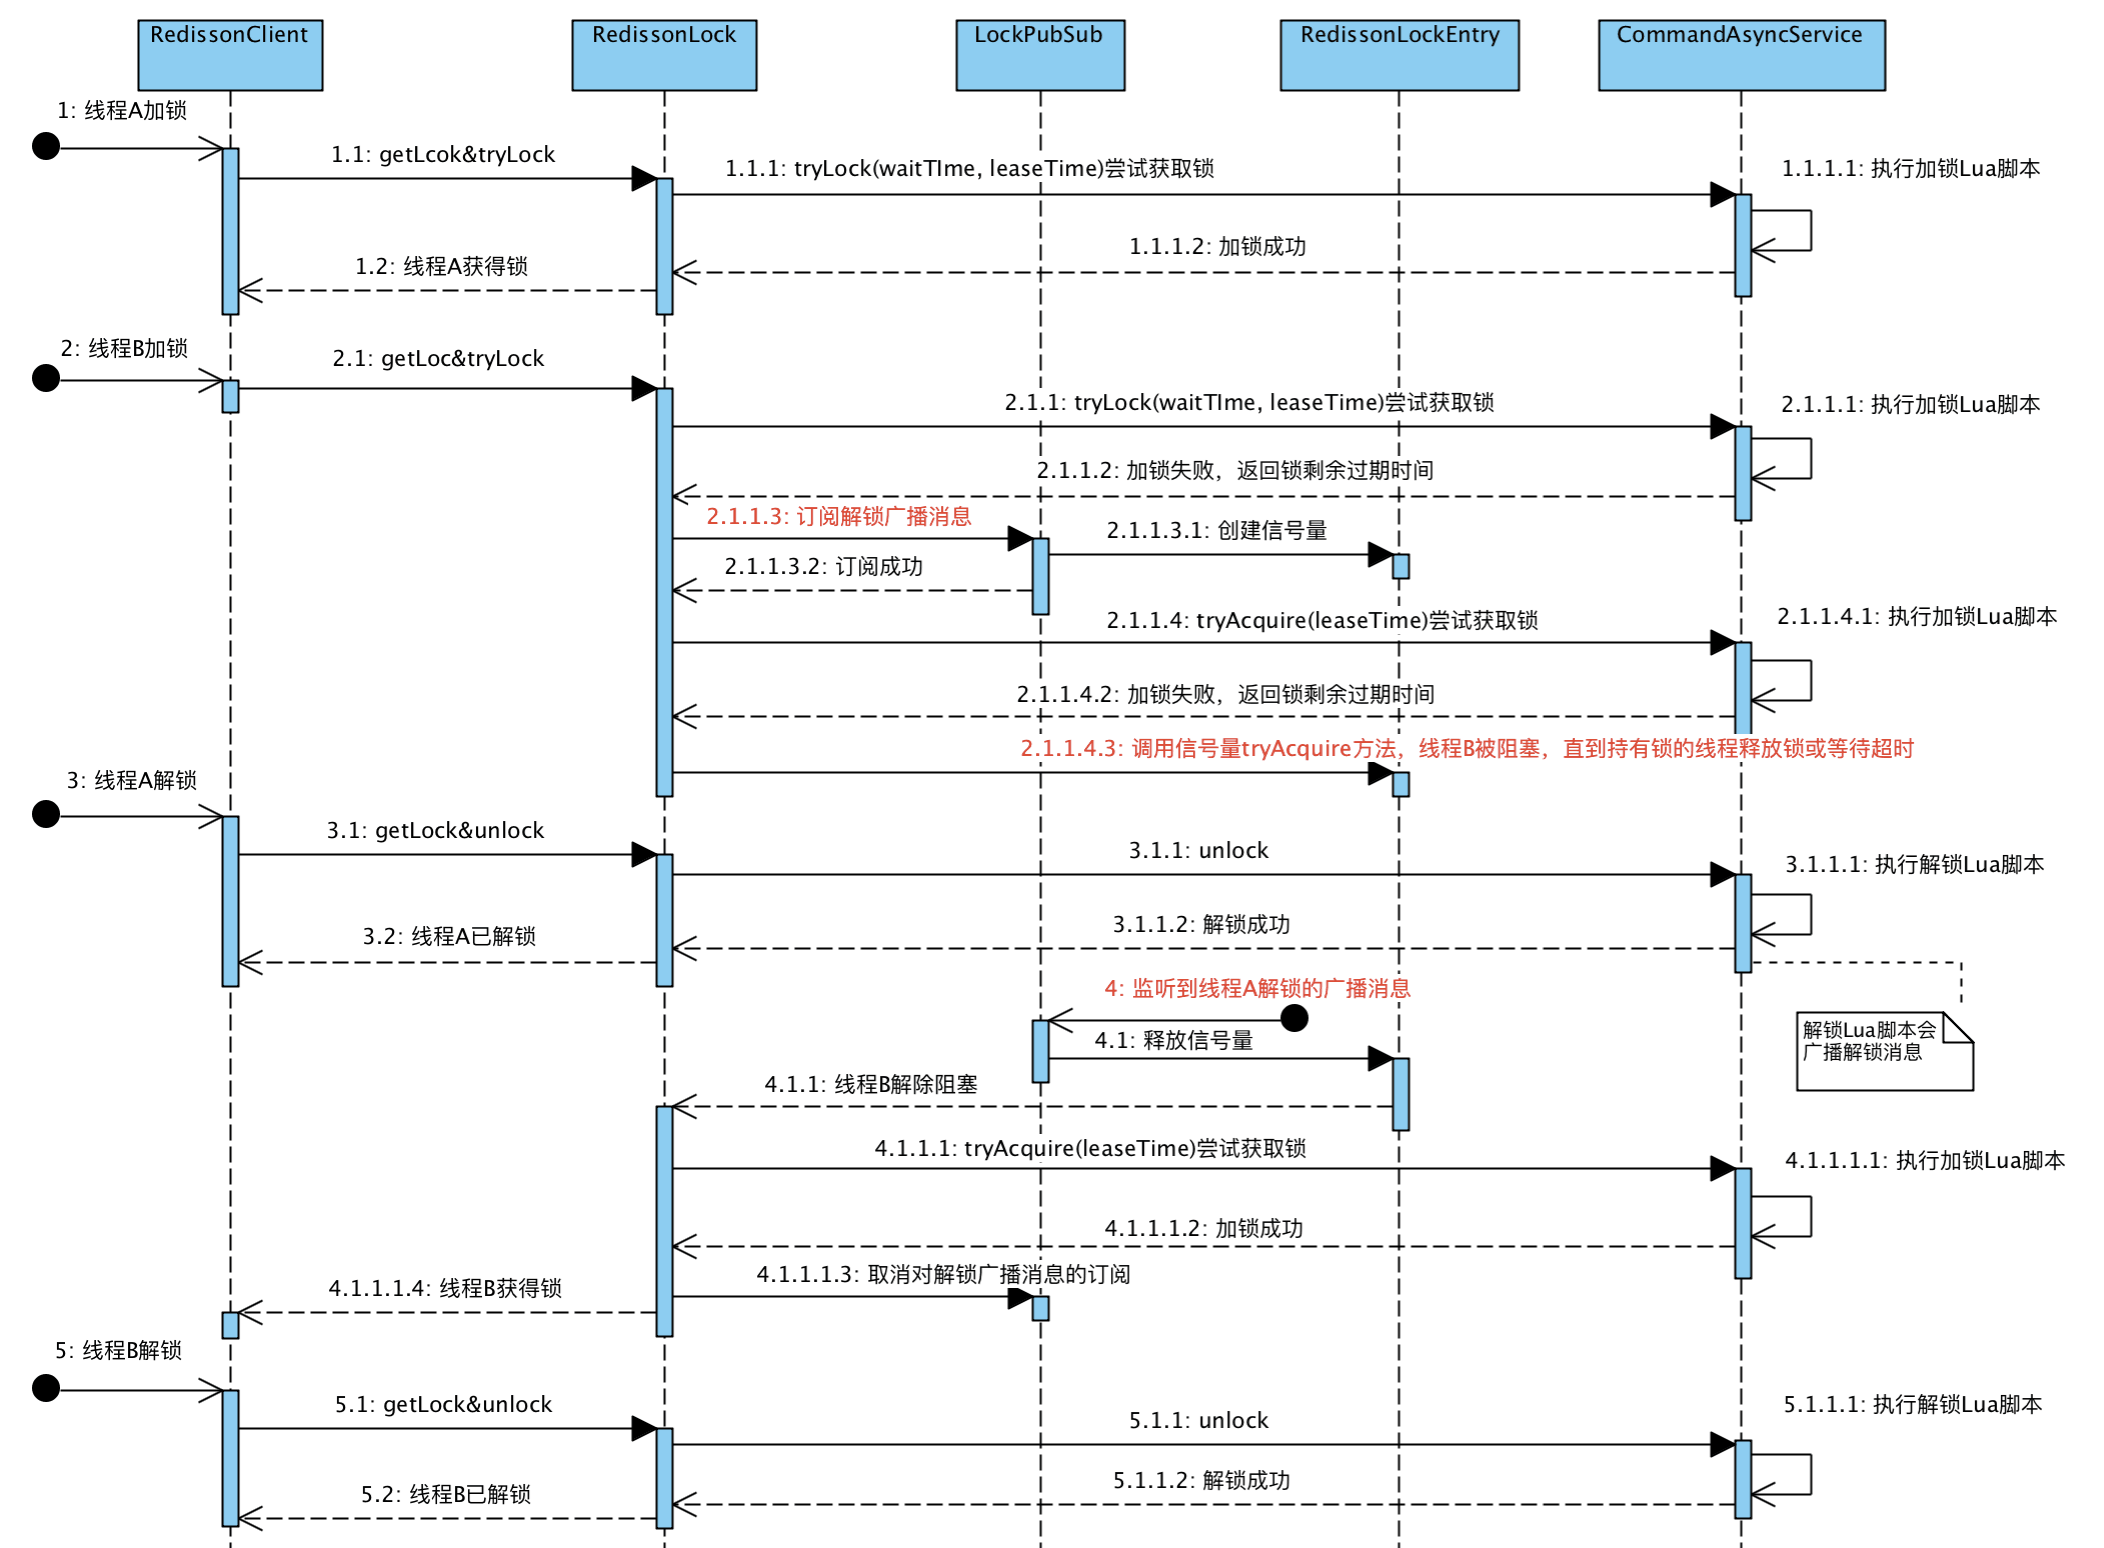 RedissonClient
RedissonLock
LockPubSub
RedissonLockEntry
CommandAsyncService
1: 线程A加锁
1.1: getLcok&tryLock
1.1.1: tryLock(waitTIme, leaseTime)尝试获取锁
1.1.1.1: 执行加锁Lua脚本
1.1.1.2: 加锁成功
1.2: 线程A获得锁
2: 线程B加锁
2.1: getLoc&tryLock
2.1.1: tryLock(waitTIme, leaseTime)尝试获取锁
2.1.1.1: 执行加锁Lua脚本
2.1.1.2: 加锁失败，返回锁剩余过期时间
2.1.1.3: 订阅解锁广播消息
2.1.1.3.1: 创建信号量
2.1.1.3.2: 订阅成功
2.1.1.4: tryAcquire(leaseTime)尝试获取锁
2.1.1.4.1: 执行加锁Lua脚本
2.1.1.4.2: 加锁失败，返回锁剩余过期时间
2.1.1.4.3: 调用信号量tryAcquire方法，线程B被阻塞，直到持有锁的线程释放锁或等待超时
3: 线程A解锁
3.1: getLock&unlock
3.1.1: unlock
3.1.1.1: 执行解锁Lua脚本
3.1.1.2: 解锁成功
3.2: 线程A已解锁
4: 监听到线程A解锁的广播消息
解锁Lua脚本会
广播解锁消息
4.1: 释放信号量
4.1.1: 线程B解除阻塞
4.1.1.1: tryAcquire(leaseTime)尝试获取锁
4.1.1.1.1: 执行加锁Lua脚本
4.1.1.1.2: 加锁成功
4.1.1.1.3: 取消对解锁广播消息的订阅
4.1.1.1.4: 线程B获得锁
5: 线程B解锁
5.1: getLock&unlock
5.1.1: unlock
5.1.1.1: 执行解锁Lua脚本
5.1.1.2: 解锁成功
5.2: 线程B已解锁